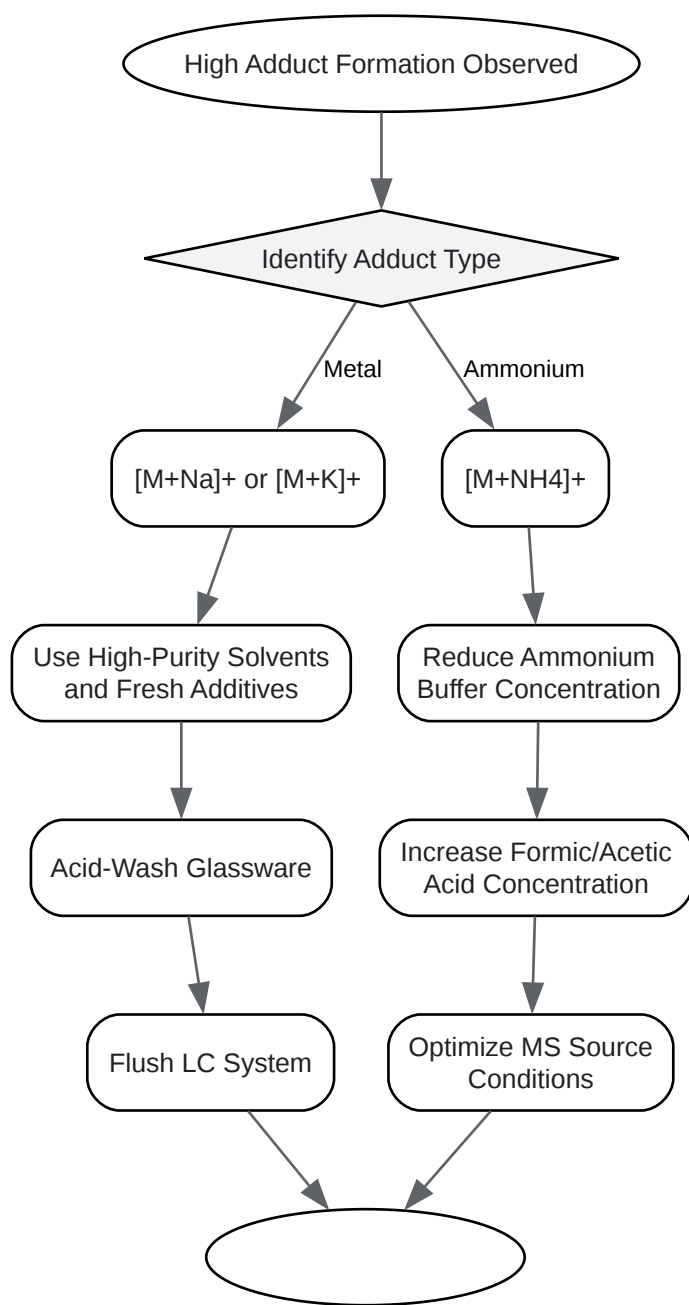 High Adduct Formation Observed
Identify Adduct Type
Metal
Ammonium
[M+Na]+ or [M+K]+
[M+NH4]+
Use High-Purity Solvents
and Fresh Additives
Reduce Ammonium
Buffer Concentration
Acid-Wash Glassware
Increase Formic/Acetic
Acid Concentration
Flush LC System
Optimize MS Source
Conditions